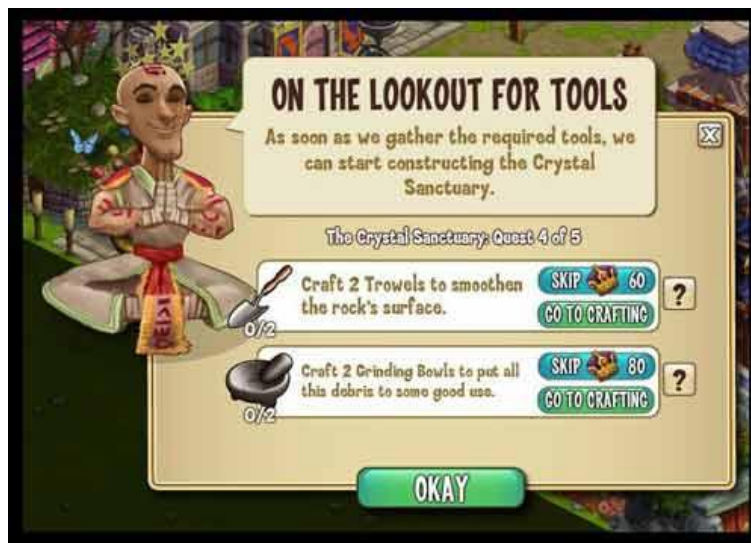 ON THE LOOKOUT FOR TOOLS
As soon as we gather the required tools, we
can start constructing the Crystal
Sanctuary.
The Crystal Sanctuary: Quest 4 of 5
Craft 2 Trowels to smoothen
the rock's surface.
0/2
SKIP 60
GO TO CRAFTING
?
Craft 2 Grinding Bowls to put all
this debris to some good use.
0/2
SKIP 80
GO TO CRAFTING
?
OKAY